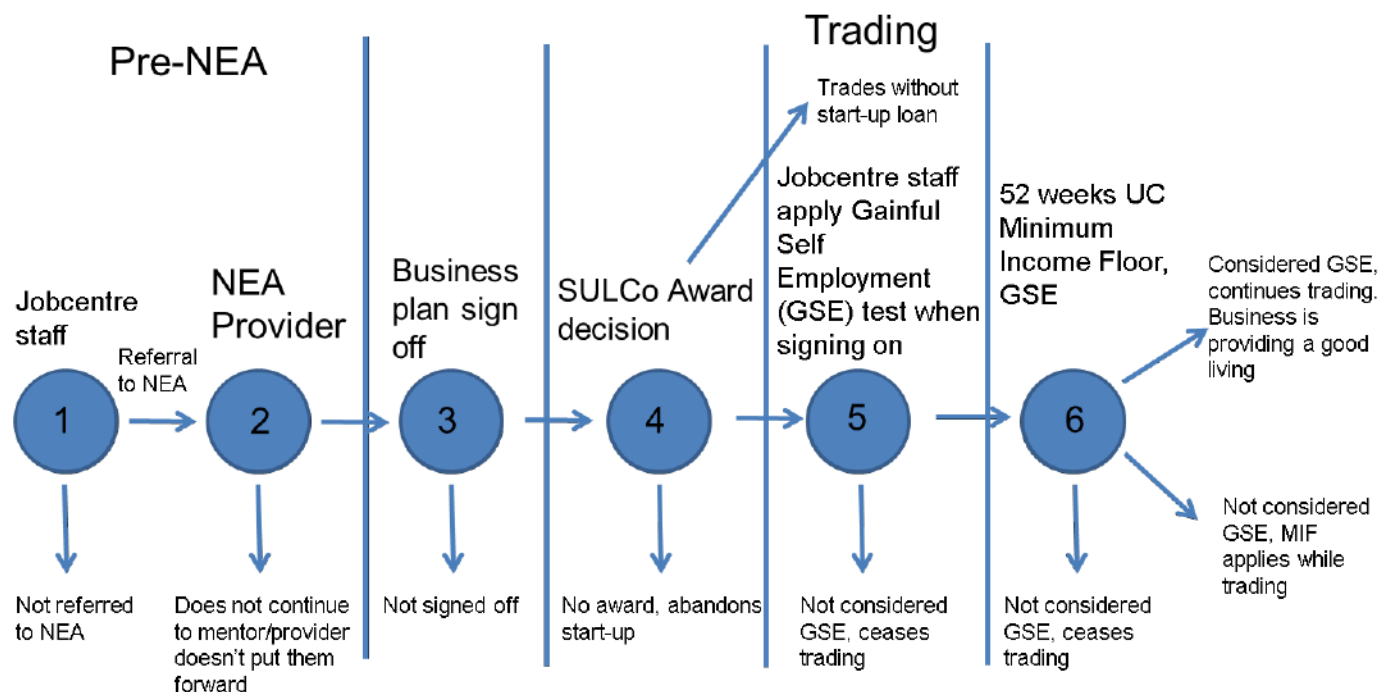 Pre-NEA
Trading
Trades without
start-up loan
Jobcentre
staff
Referral
to NEA
NEA
Provider
Business
plan sign
off
SULCo Award
decision
Jobcentre staff
apply Gainful
Self
Employment
(GSE) test when
signing on
52 weeks UC
Minimum
Income Floor,
GSE
Considered GSE,
continues trading.
Business is
providing a good
living
1
2
3
4
5
6
Not considered
GSE, MIF
applies while
trading
Not referred
to NEA
Does not continue
to mentor/provider
doesn't put them
forward
Not signed off
No award, abandons
start-up
Not considered
GSE, ceases
trading
Not considered
GSE, ceases
trading